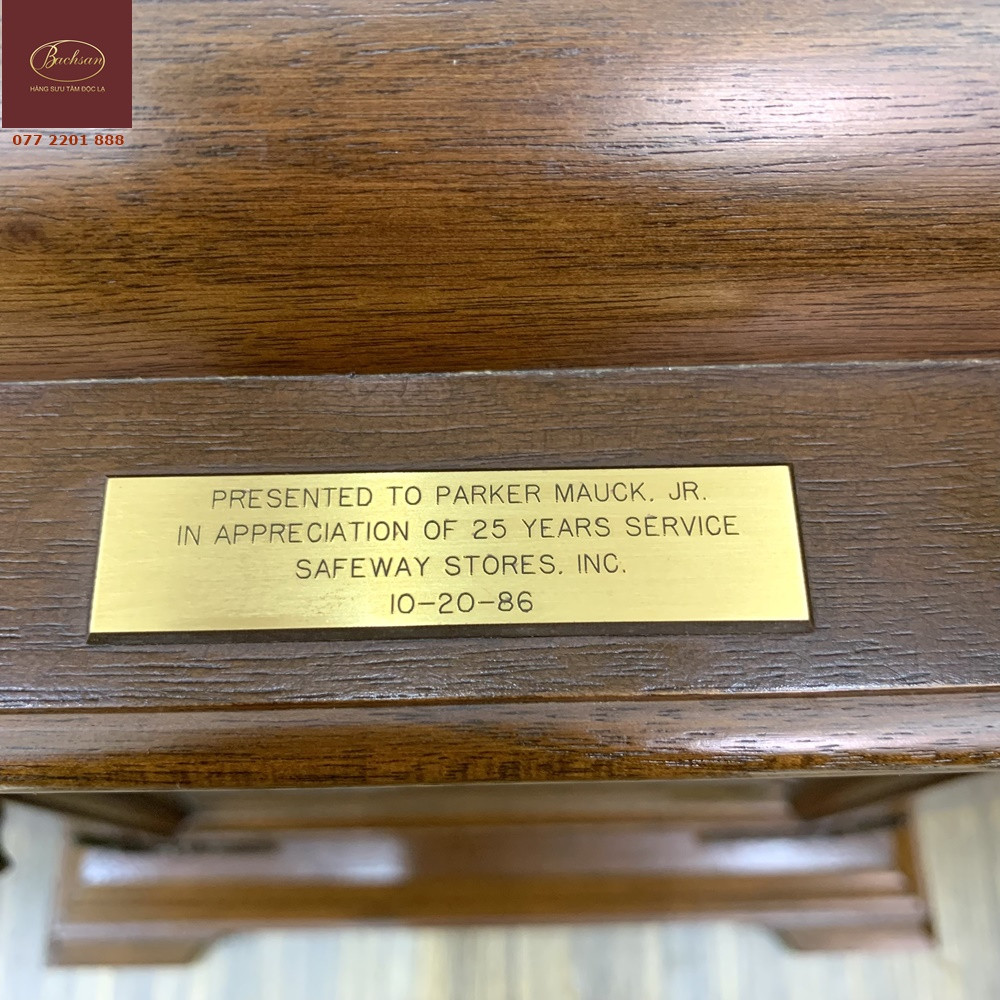 Bachsan
HÀNG SƯU TẦM ĐỘC LẠ
077 2201 888
PRESENTED TO PARKER MAUCK, JR.
IN APPRECIATION OF 25 YEARS SERVICE
SAFEWAY STORES, INC.
10-20-86